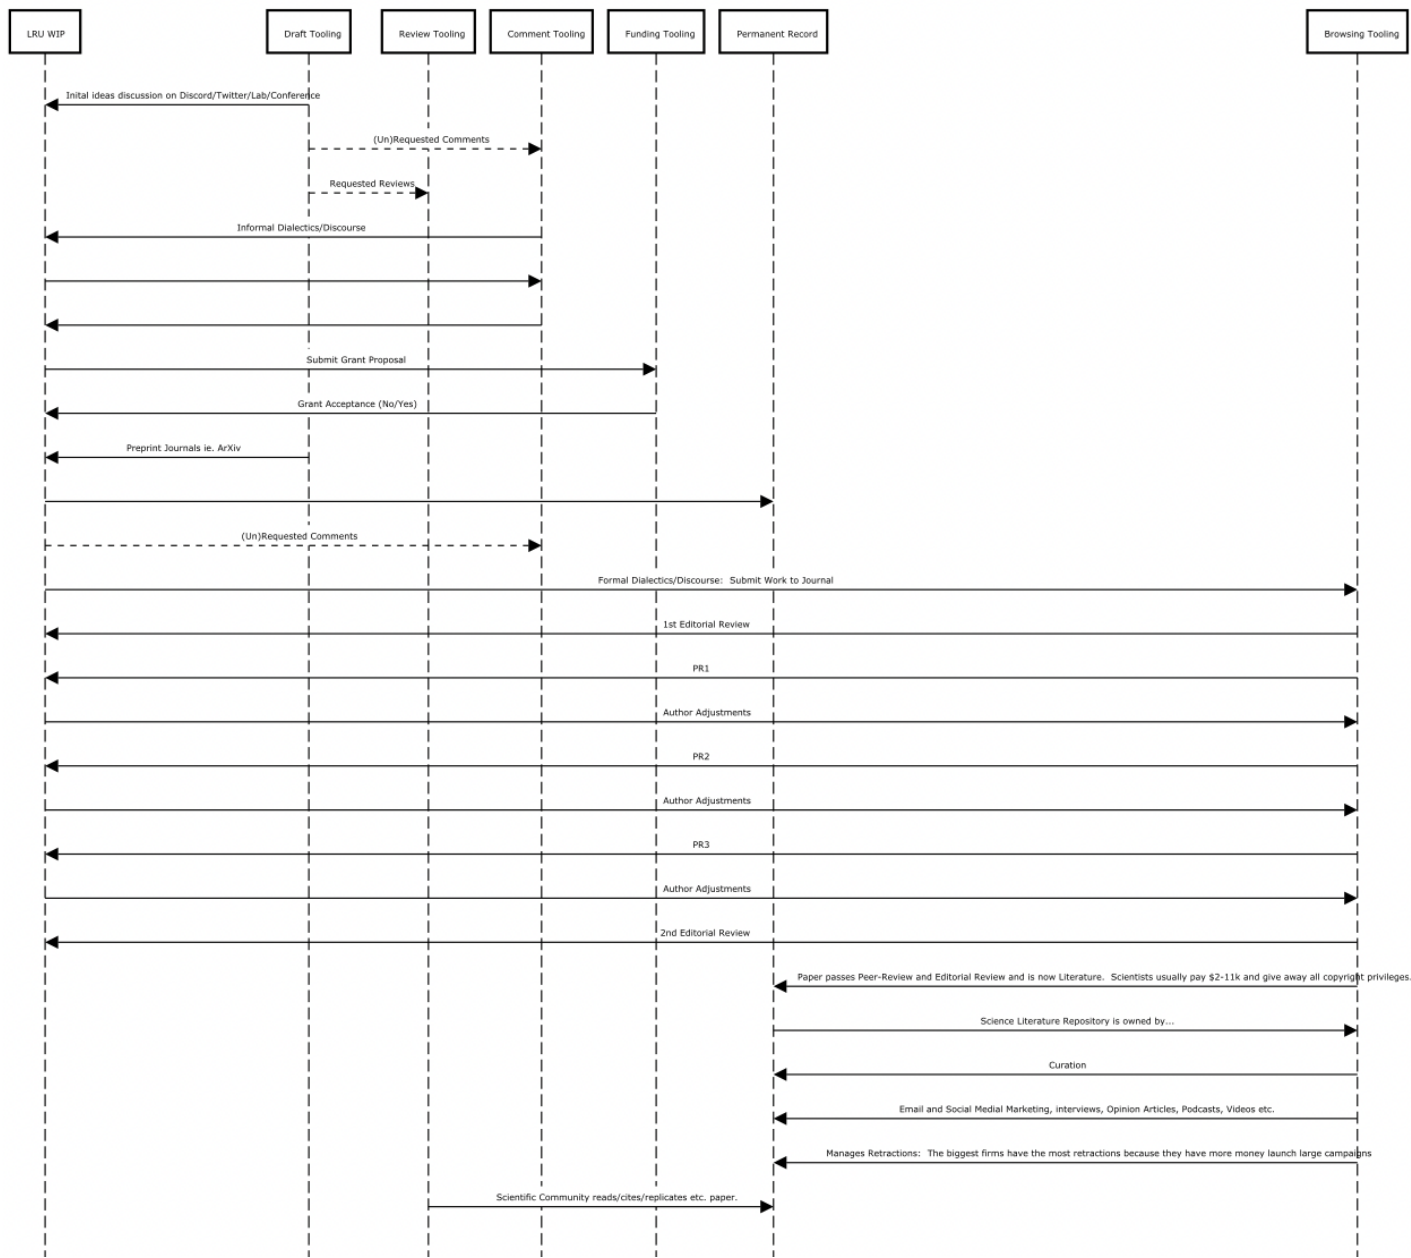 LRU WIP
Draft Tooling
Review Tooling
Comment Tooling
Funding Tooling
Permanent Record
Browsing Tooling
Inital ideas discussion on Discord/Twitter/Lab/Conference
(Un)Requested Comments
Requested Reviews
Informal Dialectics/Discourse
Submit Grant Proposal
Grant Acceptance (No/Yes)
Preprint Journals ie. ArXiv
(Un)Requested Comments
Formal Dialectics/Discourse:  Submit Work to Journal
1st Editorial Review
PR1
Author Adjustments
PR2
Author Adjustments
PR3
Author Adjustments
2nd Editorial Review
Paper passes Peer-Review and Editorial Review and is now Literature.  Scientists usually pay $2-11k and give away all copyright privileges.
Science Literature Repository is owned by...
Curation
Email and Social Medial Marketing, interviews, Opinion Articles, Podcasts, Videos etc.
Manages Retractions:  The biggest firms have the most retractions because they have more money launch large campaigns
Scientific Community reads/cites/replicates etc. paper.